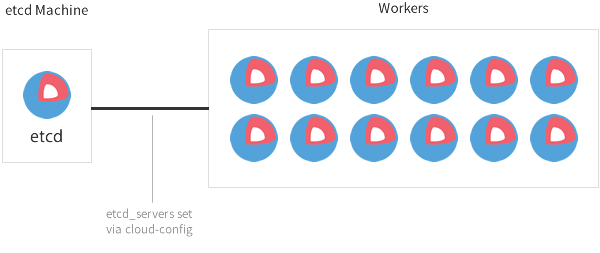 etcd Machine
Workers
etcd
etcd_servers set
via cloud-config